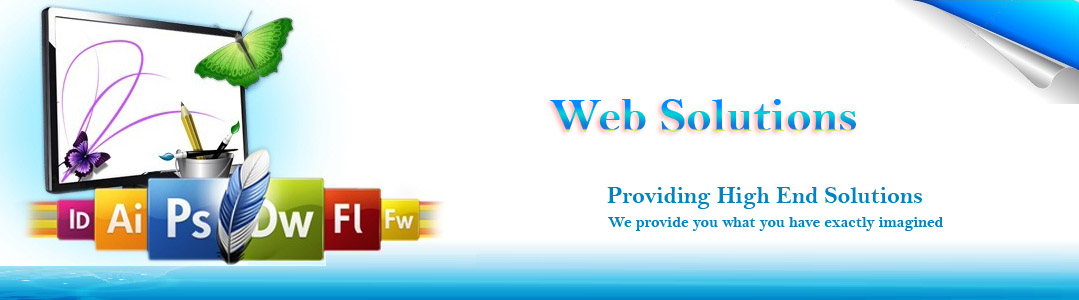 Web Solutions
Providing High End Solutions
We provide you what you have exactly imagined
ID Ai Ps Dw Fl Fw